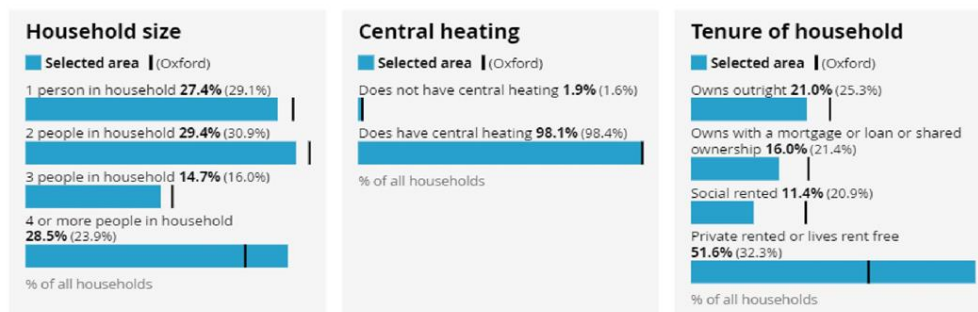 Household size
Selected area (Oxford)
1 person in household 27.4% (29.1%)
2 people in household 29.4% (30.9%)
3 people in household 14.7% (16.0%)
4 or more people in household
28.5% (23.9%)
% of all households
Central heating
Selected area (Oxford)
Does not have central heating 1.9% (1.6%)
Does have central heating 98.1% (98.4%)
% of all households
Tenure of household
Selected area (Oxford)
Owns outright 21.0% (25.3%)
Owns with a mortgage or loan or shared
ownership 16.0% (21.4%)
Social rented 11.4% (20.9%)
Private rented or lives rent free
51.6% (32.3%)
% of all households